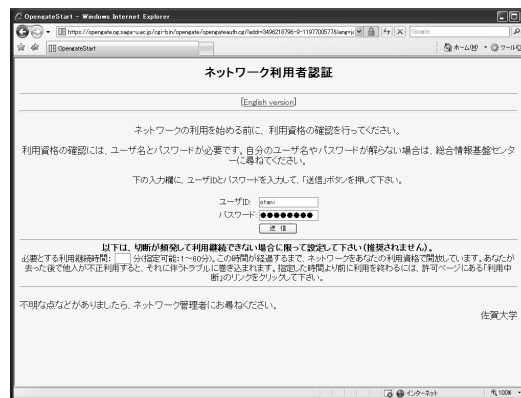 OpengateStart - Windows Internet Explorer
Google
OpengateStart
ネットワーク利用者認証
[English version]
ネットワークの利用を始める前に、利用資格の確認を行ってください。
利用資格の確認には、ユーザ名とパスワードが必要です。自分のユーザ名やパスワードが解らない場合は、総合情報基盤センタ
ーに尋ねてください。
下の入力欄に、ユーザIDとパスワードを入力して、「送信」ボタンを押して下さい。
ユーザID: otani
パスワード: ●●●●●●●●
送 信
以下は、切断が頻発して利用継続できない場合に限って設定して下さい(推奨されません)。
必要とする利用継続時間: 分(指定可能:1~60分)。この時間が経過するまで、ネットワークをあなたの利用資格で開放しています。あなたが
去った後で他人が不正利用すると、それに伴うトラブルに巻き込まれます。指定した時間より前に利用を終わるには、許可ページにある「利用中
断」のリンクをクリックして下さい。
不明な点などがありましたら、ネットワーク管理者にお尋ねください。
佐賀大学
インターネット
100%